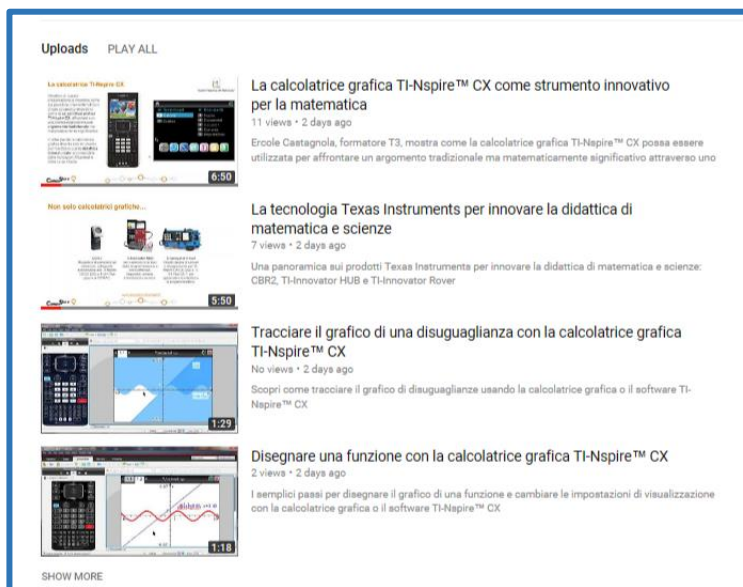 Uploads PLAY ALL
La calcolatrice TI-Nspire CX
6:50
La calcolatrice grafica TI-Nspire™ CX come strumento innovativo
per la matematica
11 views • 2 days ago
Ercole Castagnola, formatore T3, mostra come la calcolatrice grafica TI-Nspire™ CX possa essere
utilizzata per affrontare un argomento tradizionale ma matematicamente significativo attraverso uno
Non solo calcolatrici grafiche...
5:50
La tecnologia Texas Instruments per innovare la didattica di
matematica e scienze
7 views • 2 days ago
Una panoramica sui prodotti Texas Instruments per innovare la didattica di matematica e scienze:
CBR2, TI-Innovator HUB e TI-Innovator Rover
1:29
Tracciare il grafico di una disuguaglianza con la calcolatrice grafica
TI-Nspire™ CX
No views • 2 days ago
Scopri come tracciare il grafico di disuguaglianze usando la calcolatrice grafica o il software TI-
Nspire™ CX
1:18
Disegnare una funzione con la calcolatrice grafica TI-Nspire™ CX
2 views • 2 days ago
I semplici passi per disegnare il grafico di una funzione e cambiare le impostazioni di visualizzazione
con la calcolatrice grafica o il software TI-Nspire™ CX
SHOW MORE